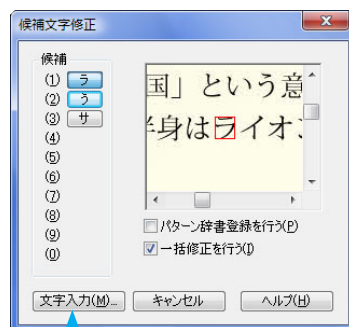 候補文字修正
候補
(1) ラ
(2) う
(3) サ
(4)
(5)
(6)
(7)
(8)
(9)
(0)
国」という意
半身はライオン
パターン辞書登録を行う(P)
一括修正を行う(I)
文字入力(M)...
キャンセル
ヘルプ(H)